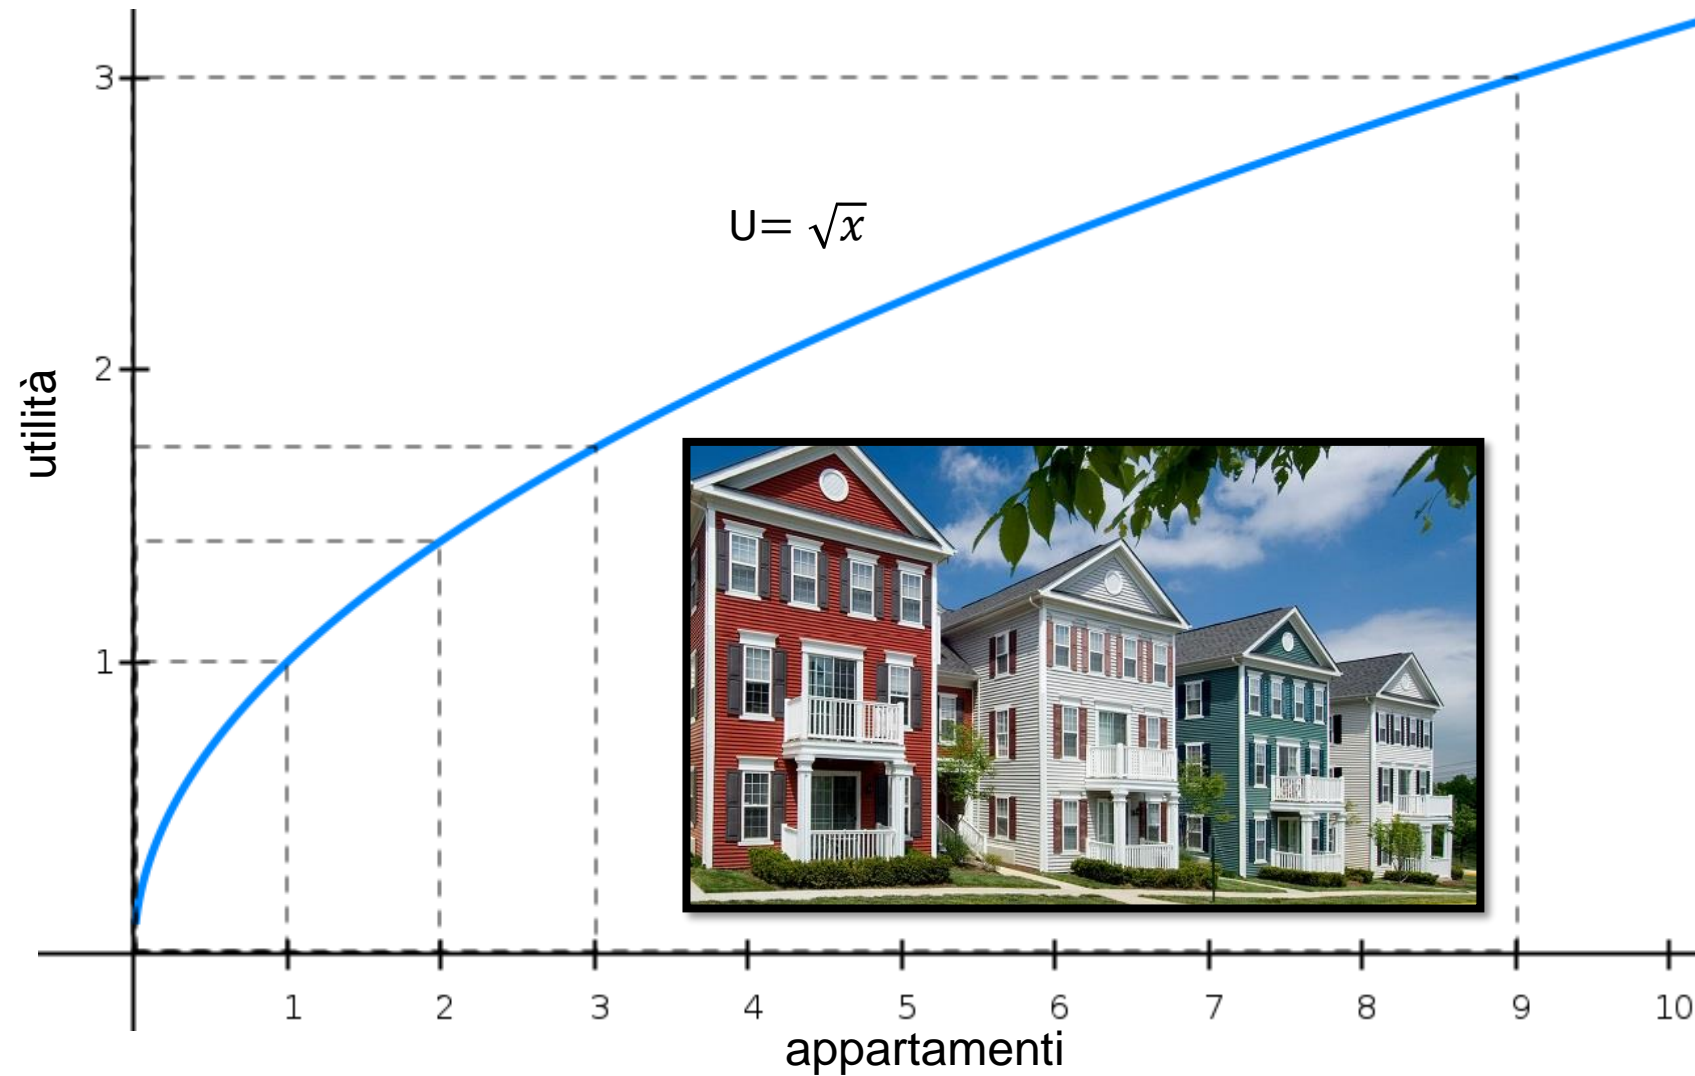 3
U= √x
2
utilità
1
1 2 3 4 5 6 7 8 9 10
appartamenti